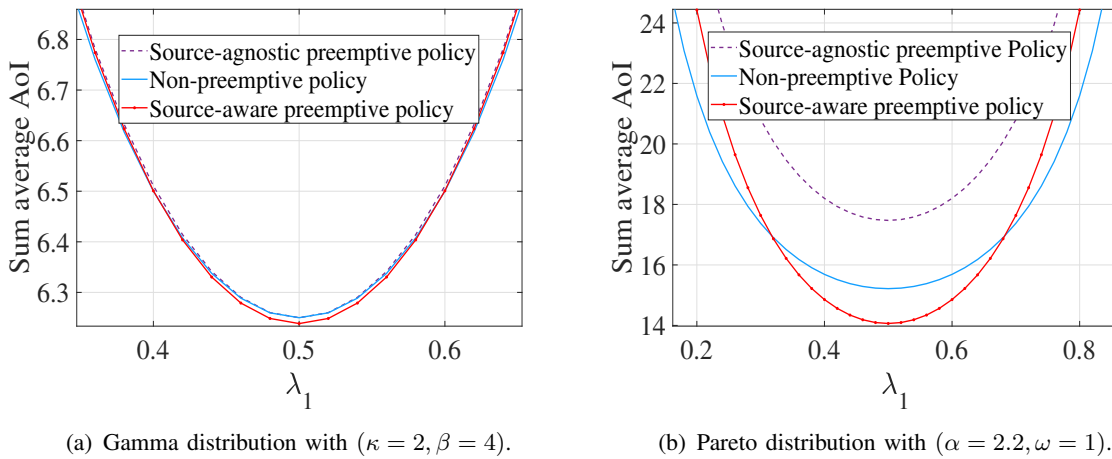 6.8
6.7
6.6
6.5
6.4
6.3
Sum average AoI
Source-agnostic preemptive policy
Non-preemptive policy
Source-aware preemptive policy
0.4
0.5
0.6
λ₁
(a) Gamma distribution with (κ = 2, β = 4).
24
22
20
18
16
14
Sum average AoI
Source-agnostic preemptive Policy
Non-preemptive Policy
Source-aware preemptive policy
0.2
0.4
0.6
0.8
λ₁
(b) Pareto distribution with (α = 2.2, ω = 1).